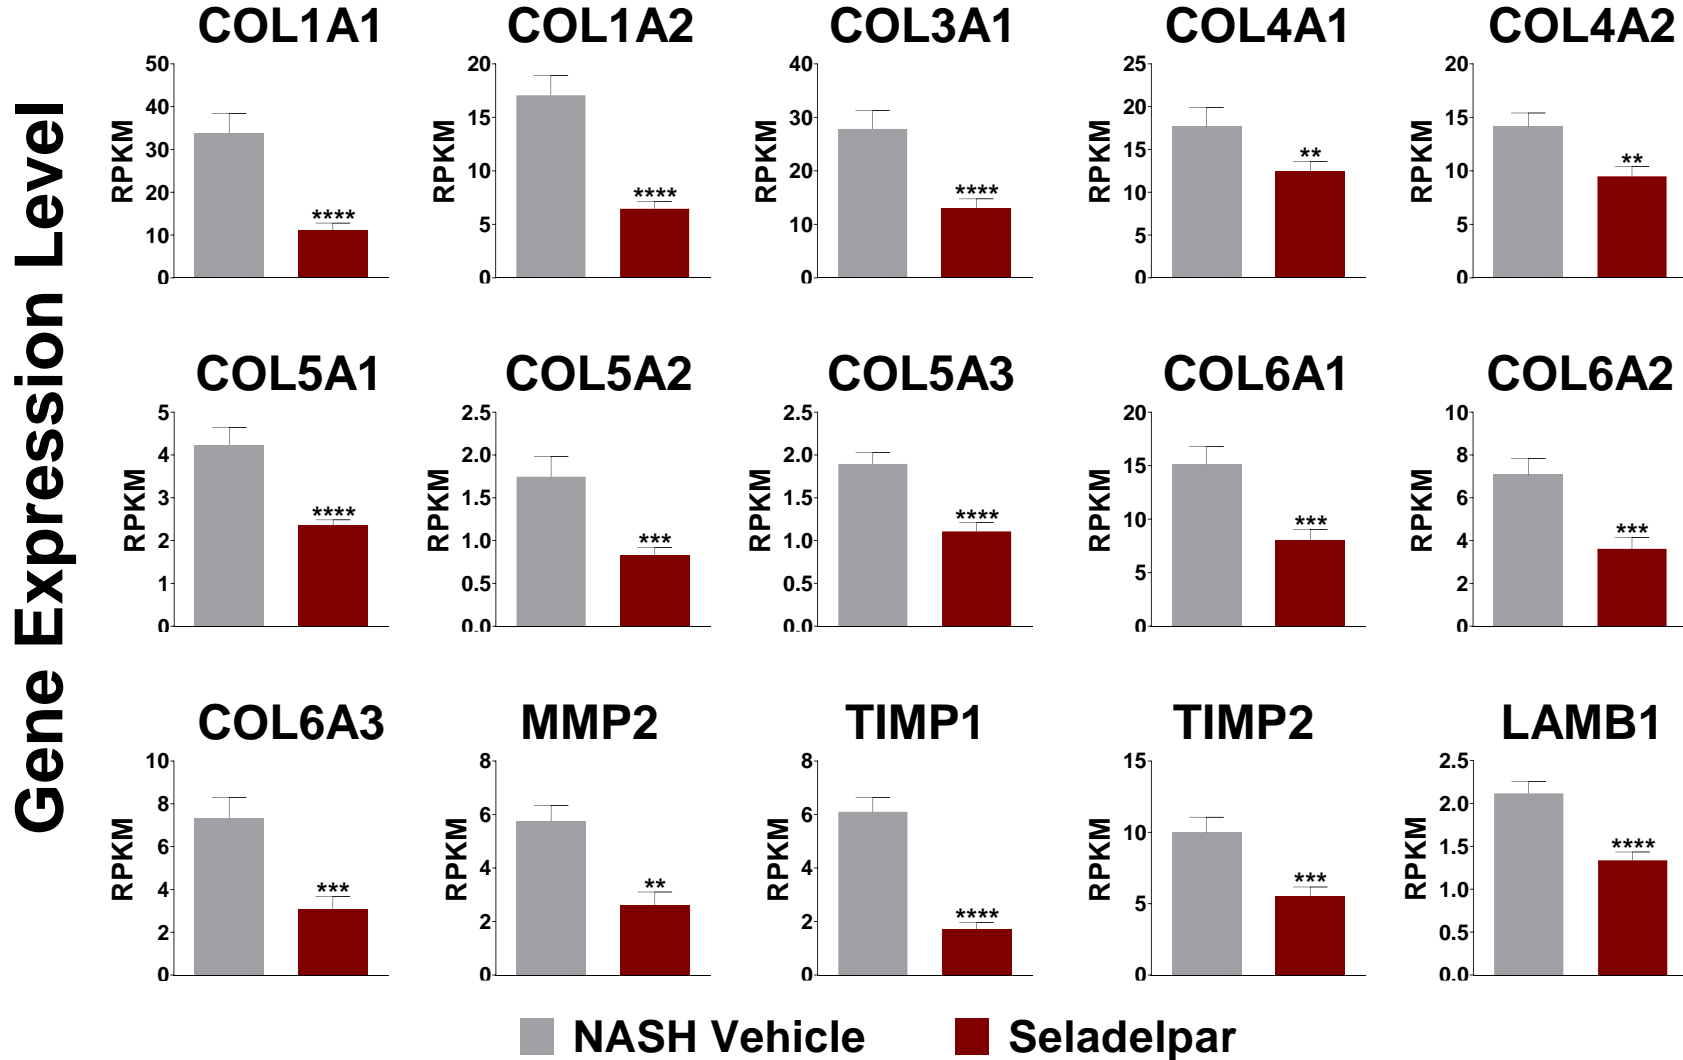 Gene Expression Level
COL1A1 COL1A2 COL3A1 COL4A1 COL4A2
RPKM 50 40 30 20 10 0 ****
RPKM 20 15 10 5 0 ****
RPKM 40 30 20 10 0 ****
RPKM 25 20 15 10 5 0 **
RPKM 20 15 10 5 0 **
COL5A1 COL5A2 COL5A3 COL6A1 COL6A2
RPKM 5 4 3 2 1 0 ****
RPKM 2.5 2.0 1.5 1.0 0.5 0.0 ***
RPKM 2.5 2.0 1.5 1.0 0.5 0.0 ****
RPKM 20 15 10 5 0 ***
RPKM 10 8 6 4 2 0 ***
COL6A3 MMP2 TIMP1 TIMP2 LAMB1
RPKM 10 8 6 4 2 0 ***
RPKM 8 6 4 2 0 **
RPKM 8 6 4 2 0 ****
RPKM 15 10 5 0 ***
RPKM 2.5 2.0 1.5 1.0 0.5 0.0 ****
NASH Vehicle Seladelpar